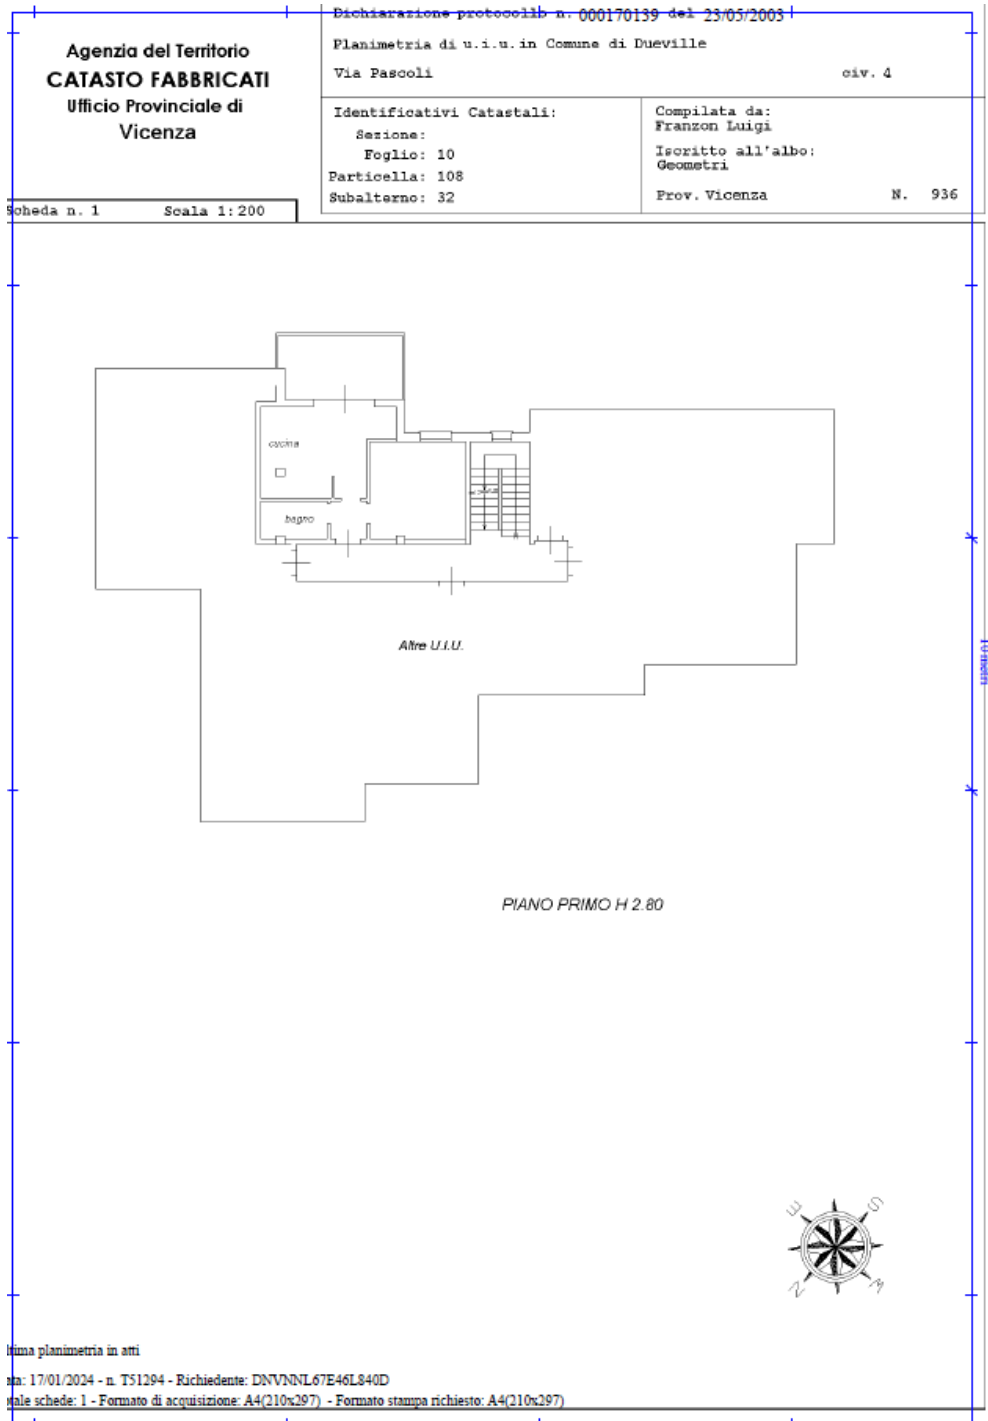 Agenzia del Territorio
CATASTO FABBRICATI
Ufficio Provinciale di
Vicenza
Dichiarazione protocollo n. 000170139 del 23/05/2003
Planimetria di u.i.u. in Comune di Dueville
Via Pascoli civ. 4
Identificativi Catastali:
Sezione:
Foglio: 10
Particella: 108
Subalterno: 32
Compilata da:
Franzon Luigi
Iscritto all'albo:
Geometri
Prov. Vicenza N. 936
Scheda n. 1 Scala 1:200
cucina
bagno
Altre U.I.U.
10 metri
PIANO PRIMO H 2.80
E S
N W
ltima planimetria in atti
ata: 17/01/2024 - n. T51294 - Richiedente: DNVNNL67E46L840D
tale schede: 1 - Formato di acquisizione: A4(210x297) - Formato stampa richiesto: A4(210x297)